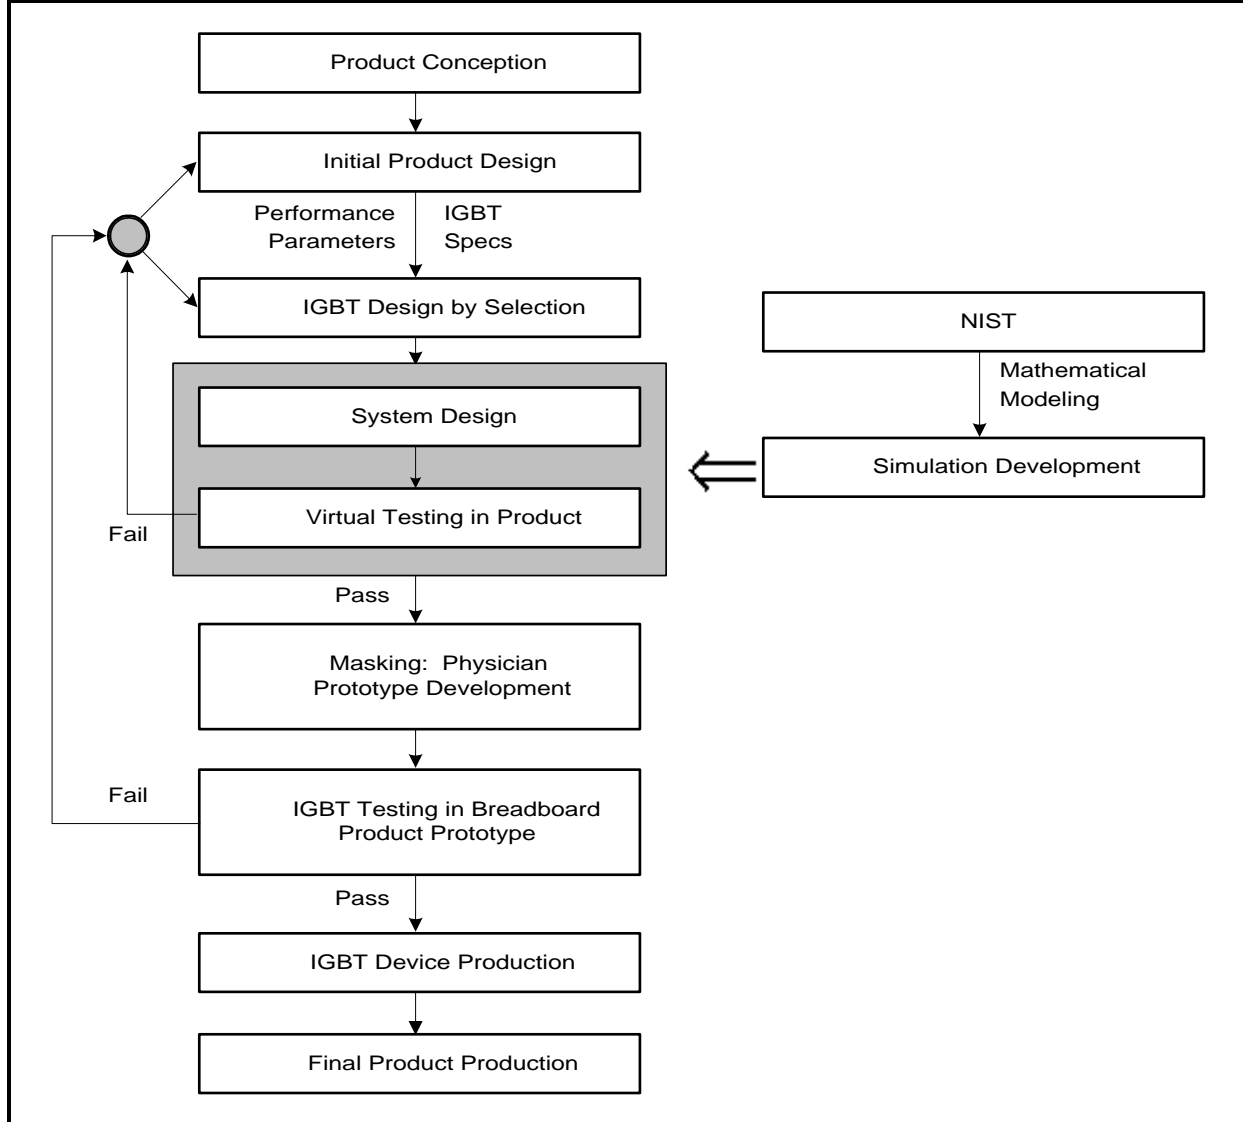 Product Conception
Initial Product Design
Performance
Parameters
IGBT
Specs
IGBT Design by Selection
NIST
Mathematical
Modeling
System Design
Simulation Development
Virtual Testing in Product
Fail
Pass
Masking:  Physician
Prototype Development
Fail
IGBT Testing in Breadboard
Product Prototype
Pass
IGBT Device Production
Final Product Production